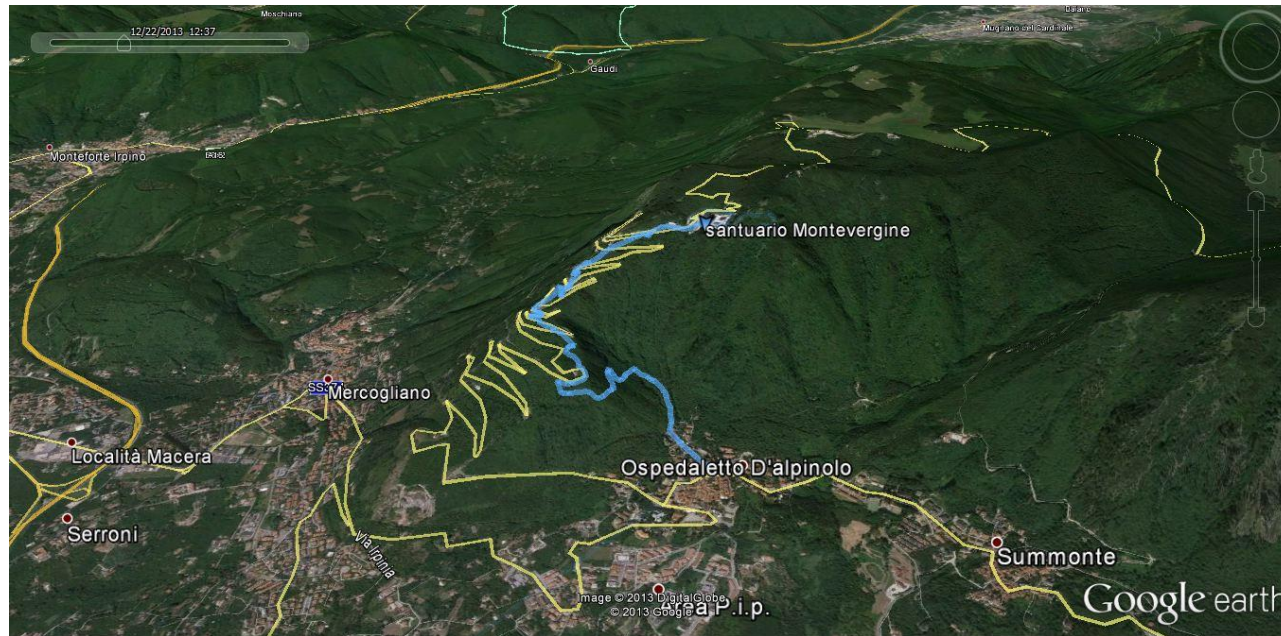 Moschiano
12/22/2013 12:37
Mugnano del Cardinale
Gaudi
Monteforte Irpino
santuario Montevergine
Mercogliano
Località Macera
Ospedaletto D'alpinolo
Serroni
via Irpinia
Summonte
Image © 2013 DigitalGlobe
© 2013 Google
Area P.i.p.
Google earth